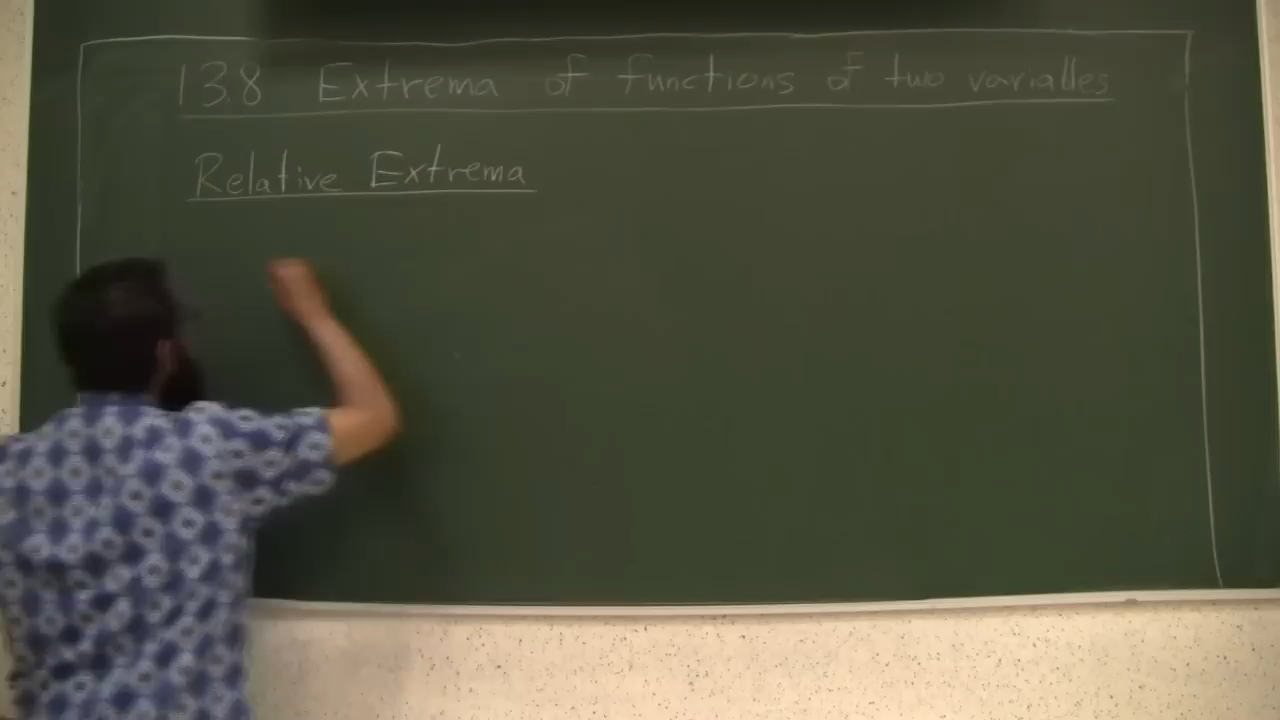 13.8 Extrema of functions of two variables
Relative Extrema